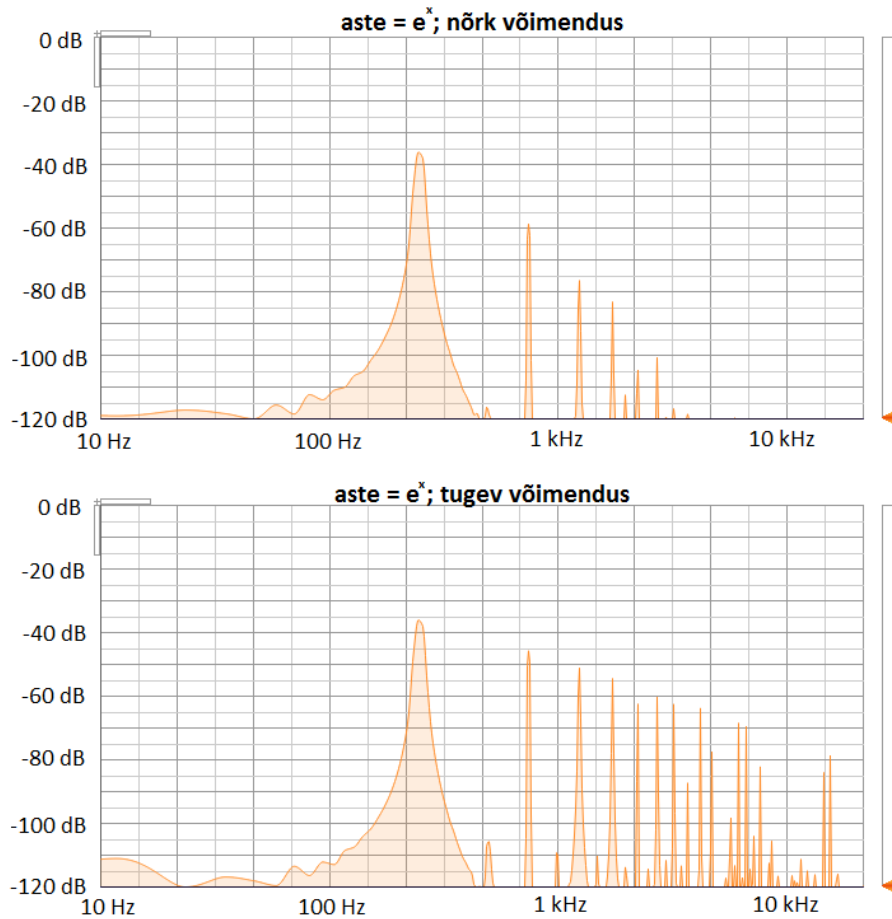 aste = eˣ; nõrk võimendus
0 dB
-20 dB
-40 dB
-60 dB
-80 dB
-100 dB
-120 dB
10 Hz 100 Hz 1 kHz 10 kHz
aste = eˣ; tugev võimendus
0 dB
-20 dB
-40 dB
-60 dB
-80 dB
-100 dB
-120 dB
10 Hz 100 Hz 1 kHz 10 kHz